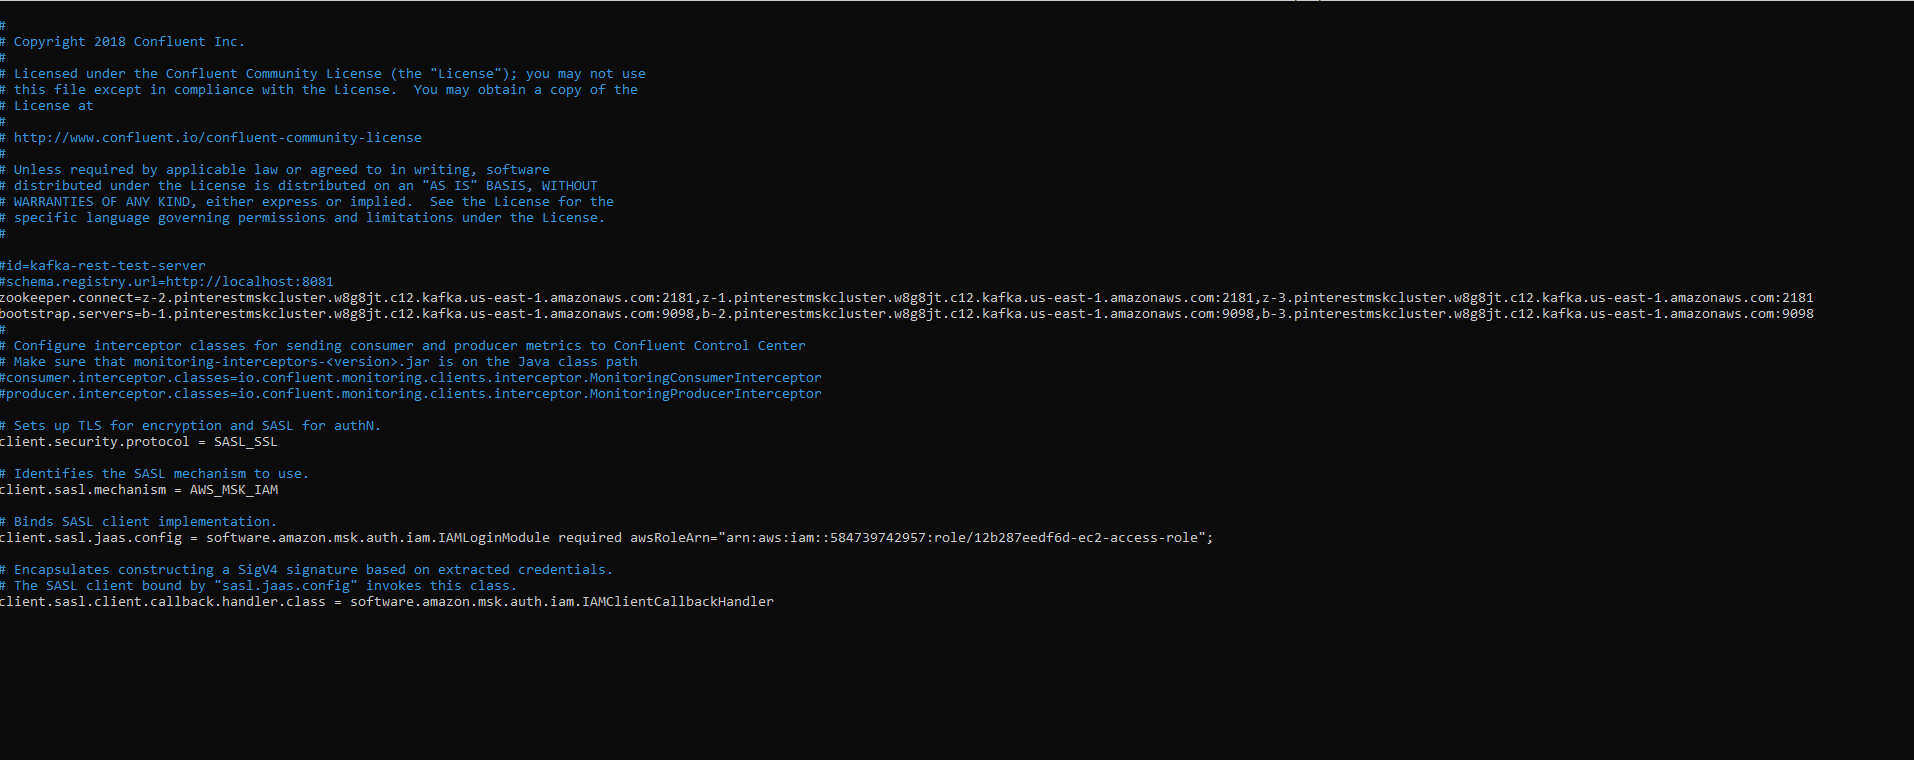 #
# Copyright 2018 Confluent Inc.
#
# Licensed under the Confluent Community License (the "License"); you may not use
# this file except in compliance with the License.  You may obtain a copy of the
# License at
#
# http://www.confluent.io/confluent-community-license
#
# Unless required by applicable law or agreed to in writing, software
# distributed under the License is distributed on an "AS IS" BASIS, WITHOUT
# WARRANTIES OF ANY KIND, either express or implied.  See the License for the
# specific language governing permissions and limitations under the License.
#
#id=kafka-rest-test-server
#schema.registry.url=http://localhost:8081
zookeeper.connect=z-2.pinterestmskcluster.w8g8jt.c12.kafka.us-east-1.amazonaws.com:2181,z-1.pinterestmskcluster.w8g8jt.c12.kafka.us-east-1.amazonaws.com:2181,z-3.pinterestmskcluster.w8g8jt.c12.kafka.us-east-1.amazonaws.com:2181
bootstrap.servers=b-1.pinterestmskcluster.w8g8jt.c12.kafka.us-east-1.amazonaws.com:9098,b-2.pinterestmskcluster.w8g8jt.c12.kafka.us-east-1.amazonaws.com:9098,b-3.pinterestmskcluster.w8g8jt.c12.kafka.us-east-1.amazonaws.com:9098
#
# Configure interceptor classes for sending consumer and producer metrics to Confluent Control Center
# Make sure that monitoring-interceptors-<version>.jar is on the Java class path
#consumer.interceptor.classes=io.confluent.monitoring.clients.interceptor.MonitoringConsumerInterceptor
#producer.interceptor.classes=io.confluent.monitoring.clients.interceptor.MonitoringProducerInterceptor
# Sets up TLS for encryption and SASL for authN.
client.security.protocol = SASL_SSL
# Identifies the SASL mechanism to use.
client.sasl.mechanism = AWS_MSK_IAM
# Binds SASL client implementation.
client.sasl.jaas.config = software.amazon.msk.auth.iam.IAMLoginModule required awsRoleArn="arn:aws:iam::584739742957:role/12b287eedf6d-ec2-access-role";
# Encapsulates constructing a SigV4 signature based on extracted credentials.
# The SASL client bound by "sasl.jaas.config" invokes this class.
client.sasl.client.callback.handler.class = software.amazon.msk.auth.iam.IAMClientCallbackHandler